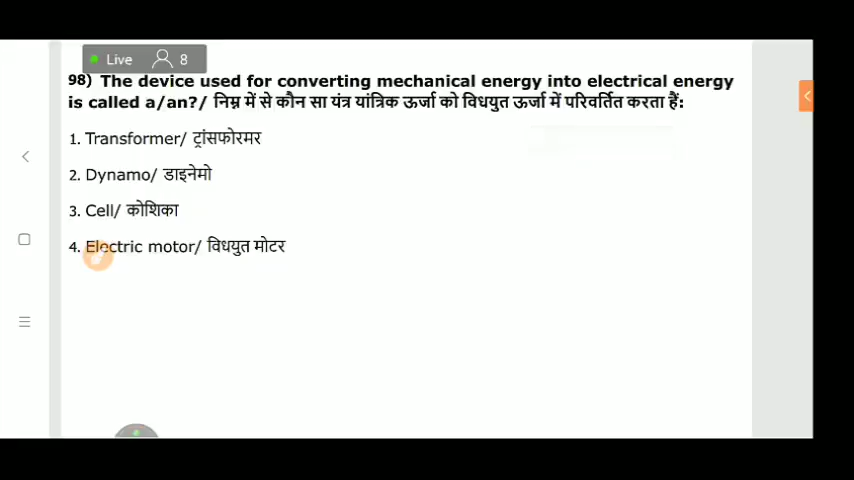 Live 8
98) The device used for converting mechanical energy into electrical energy
is called a/an?/ निम्न में से कौन सा यंत्र यांत्रिक ऊर्जा को विधयुत ऊर्जा में परिवर्तित करता हैं:
1. Transformer/ ट्रांसफोरमर
2. Dynamo/ डाइनेमो
3. Cell/ कोशिका
4. Electric motor/ विधयुत मोटर